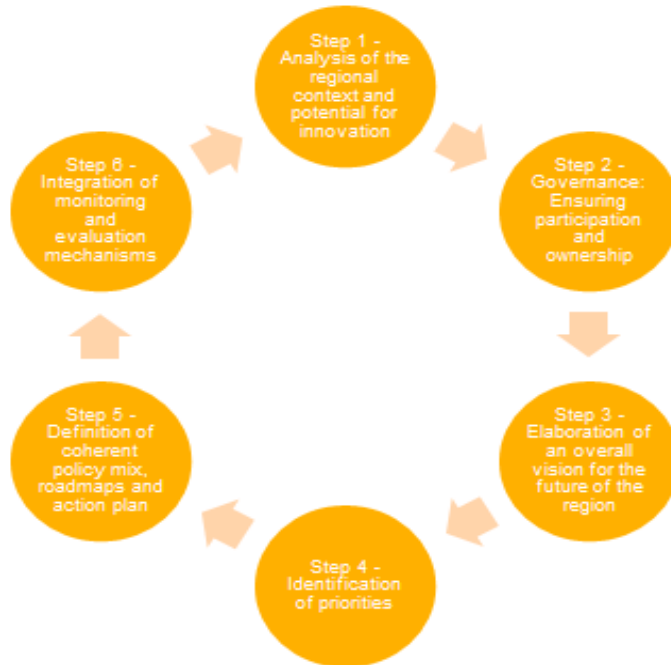 Step 1 -
Analysis of the
regional
context and
potential for
innovation
Step 2 -
Governance:
Ensuring
participation
and
ownership
Step 3 -
Elaboration of
an overall
vision for the
future of the
region
Step 4 -
Identification
of priorities
Step 5 -
Definition of
coherent
policy mix,
roadmaps and
action plan
Step 6 -
Integration of
monitoring
and
evaluation
mechanisms